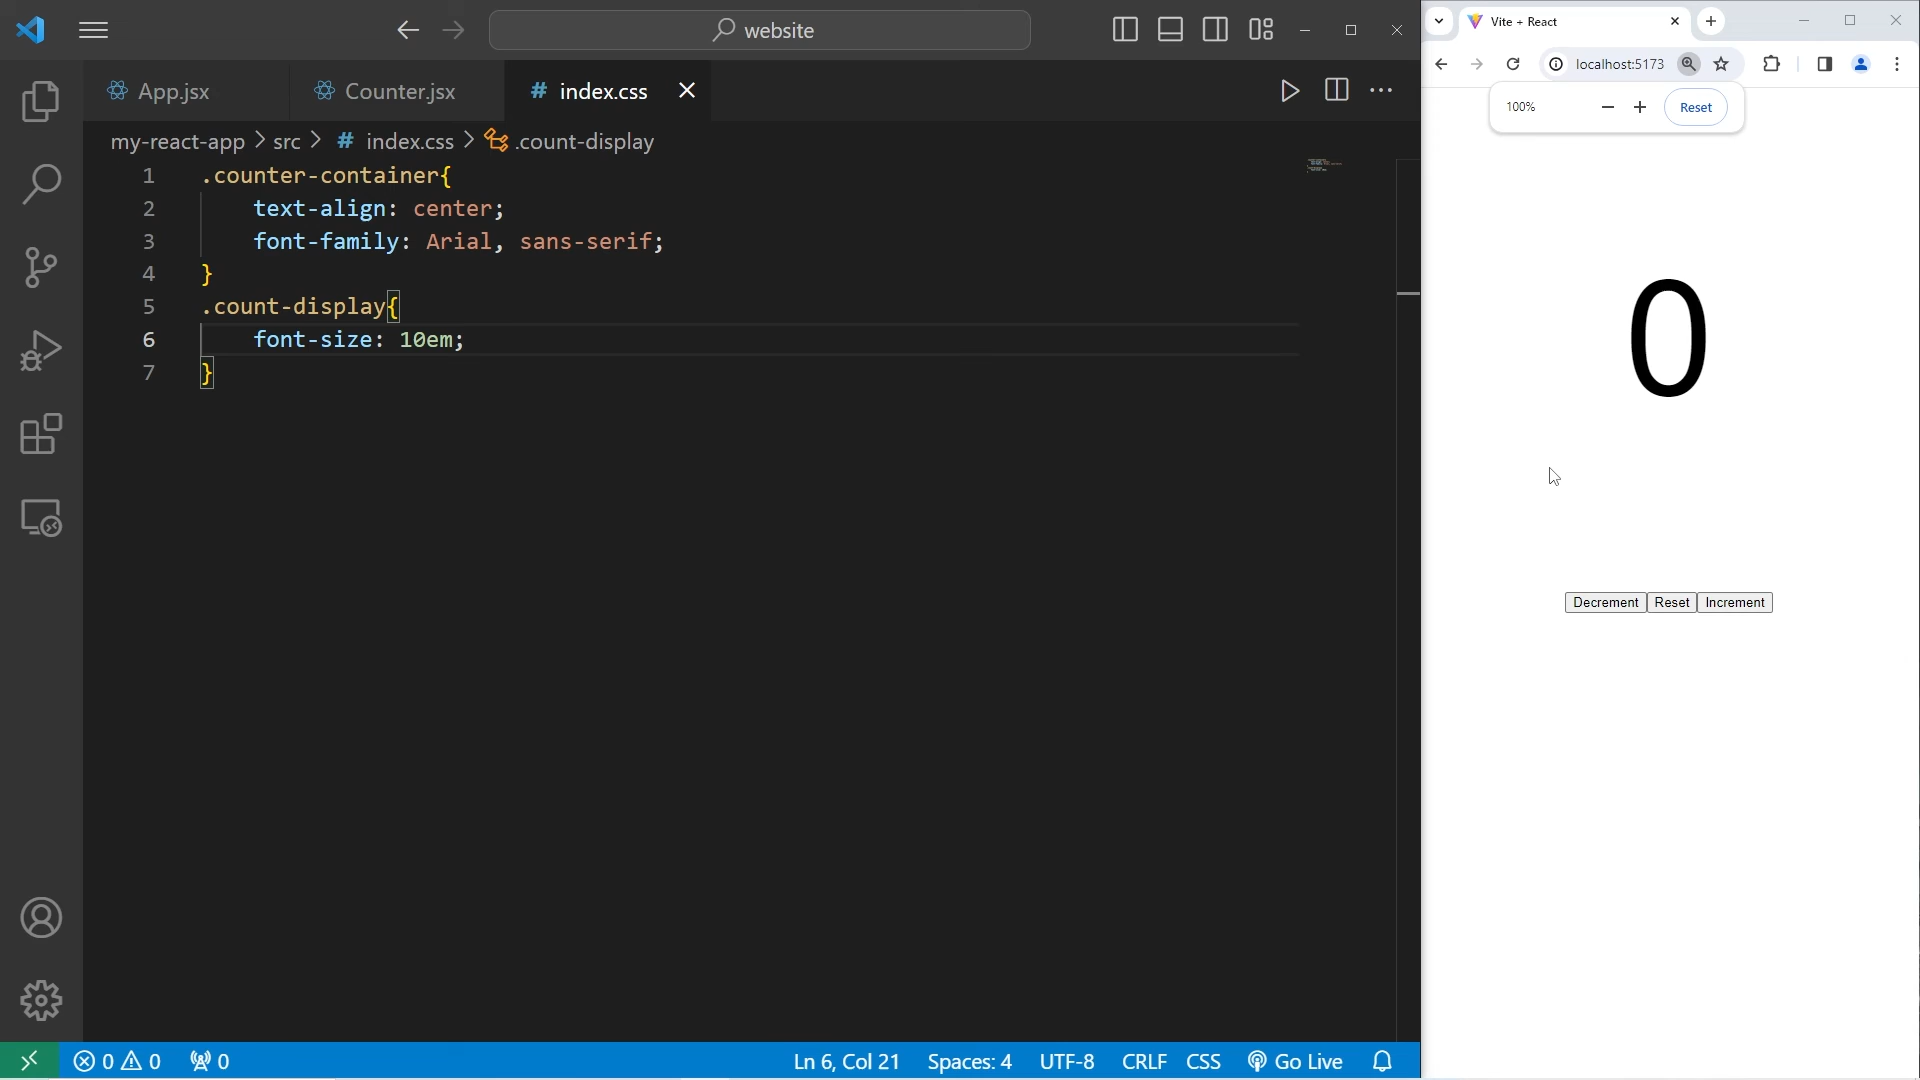 website
App.jsx
Counter.jsx
# index.css
my-react-app > src > # index.css > .count-display
1 .counter-container{
2 text-align: center;
3 font-family: Arial, sans-serif;
4 }
5 .count-display{
6 font-size: 10em;
7 }
0 0 0
Ln 6, Col 21 Spaces: 4 UTF-8 CRLF CSS Go Live
Vite + React
localhost:5173
100% Reset
0
Decrement Reset Increment